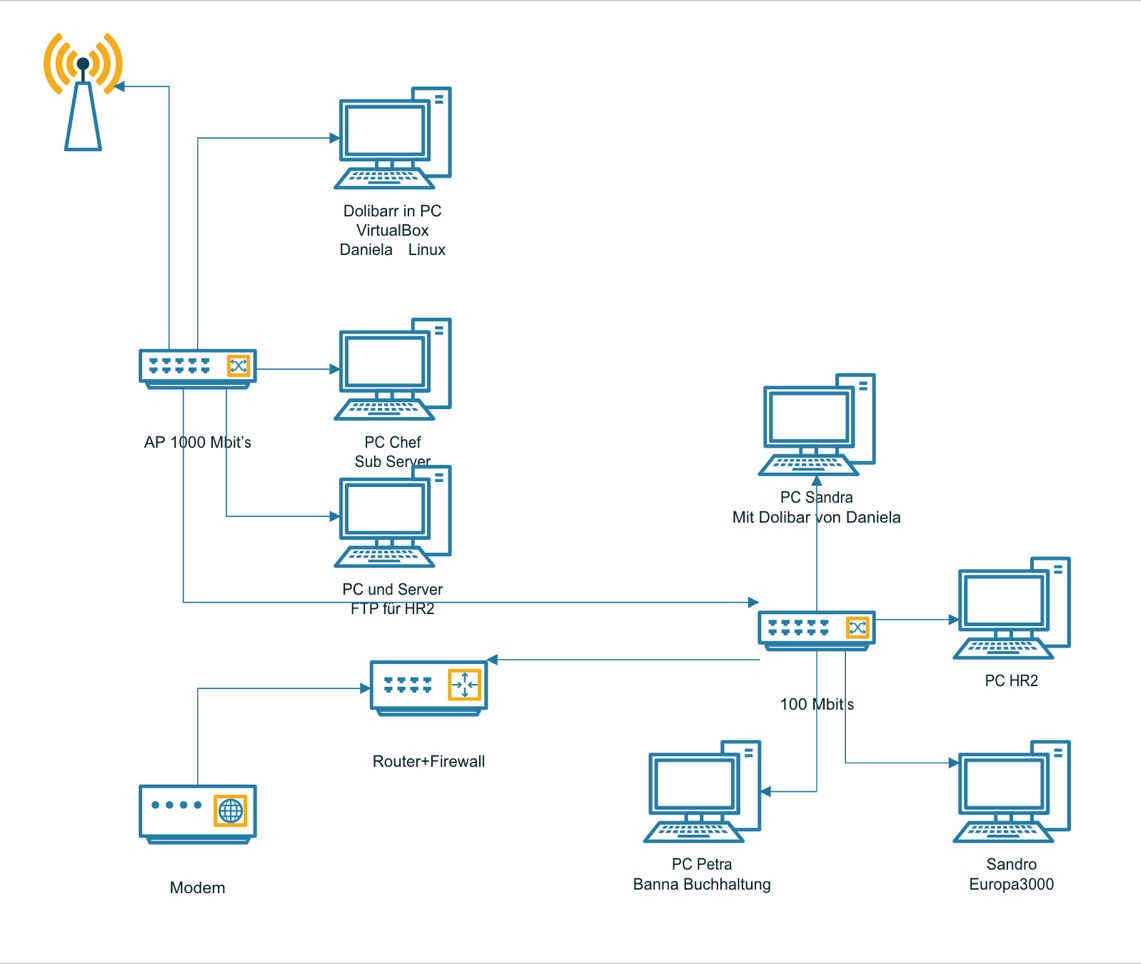 Dolibarr in PC
VirtualBox
Daniela Linux
AP 1000 Mbit's
PC Chef
Sub Server
PC Sandra
Mit Dolibar von Daniela
PC und Server
FTP für HR2
PC HR2
100 Mbit's
Router+Firewall
PC Petra
Banna Buchhaltung
Sandro
Europa3000
Modem